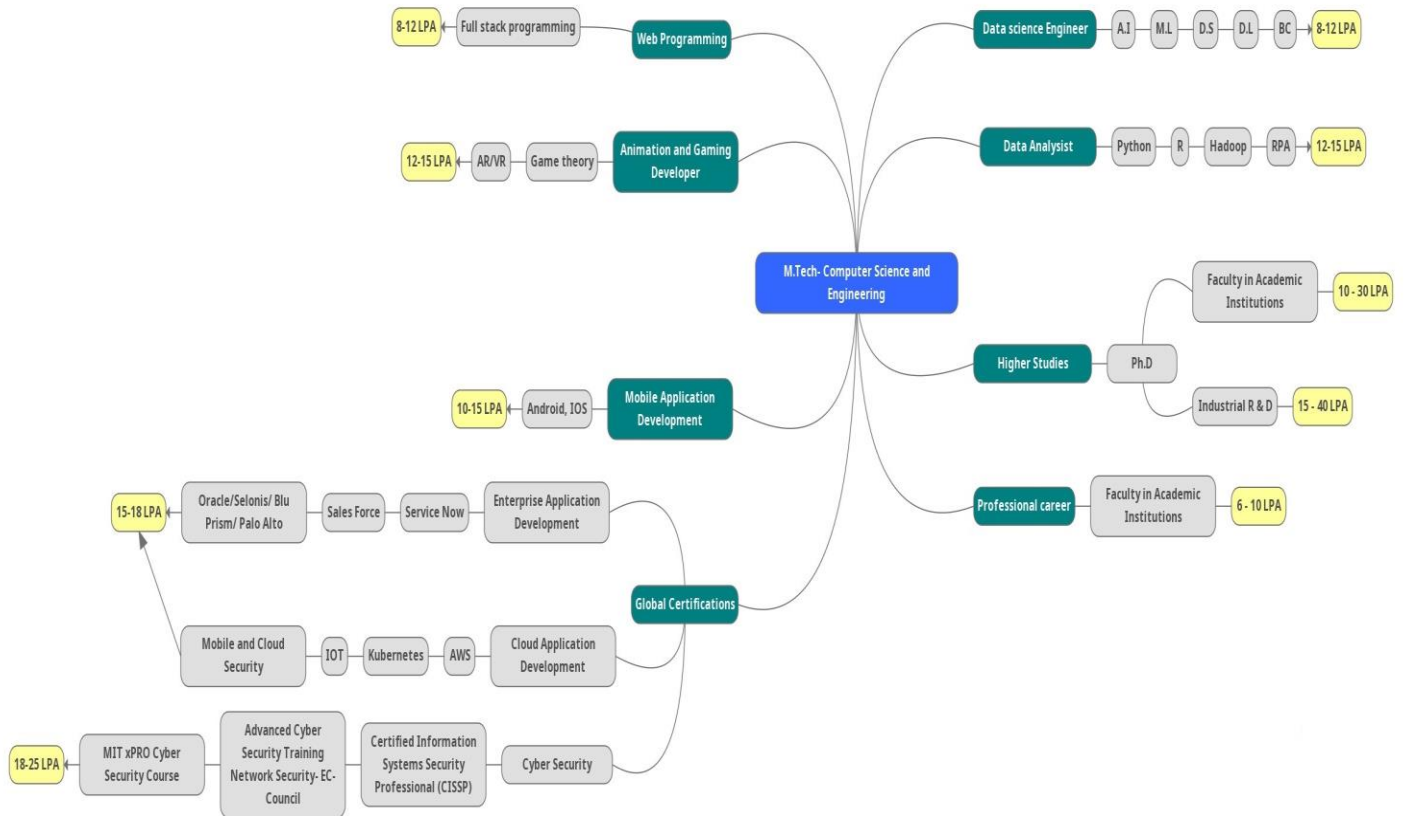 8-12 LPA
Full stack programming
Web Programming
Data science Engineer
A.I
M.L
D.S
D.L
BC
8-12 LPA
12-15 LPA
AR/VR
Game theory
Animation and Gaming
Developer
Data Analysist
Python
R
Hadoop
RPA
12-15 LPA
M.Tech- Computer Science and
Engineering
Faculty in Academic
Institutions
10 - 30 LPA
Higher Studies
Ph.D
Industrial R & D
15 - 40 LPA
10-15 LPA
Android, IOS
Mobile Application
Development
Professional career
Faculty in Academic
Institutions
6 - 10 LPA
15-18 LPA
Oracle/Selonis/ Blu
Prism/ Palo Alto
Sales Force
Service Now
Enterprise Application
Development
Global Certifications
Mobile and Cloud
Security
IOT
Kubernetes
AWS
Cloud Application
Development
18-25 LPA
MIT xPRO Cyber
Security Course
Advanced Cyber
Security Training
Network Security- EC-
Council
Certified Information
Systems Security
Professional (CISSP)
Cyber Security